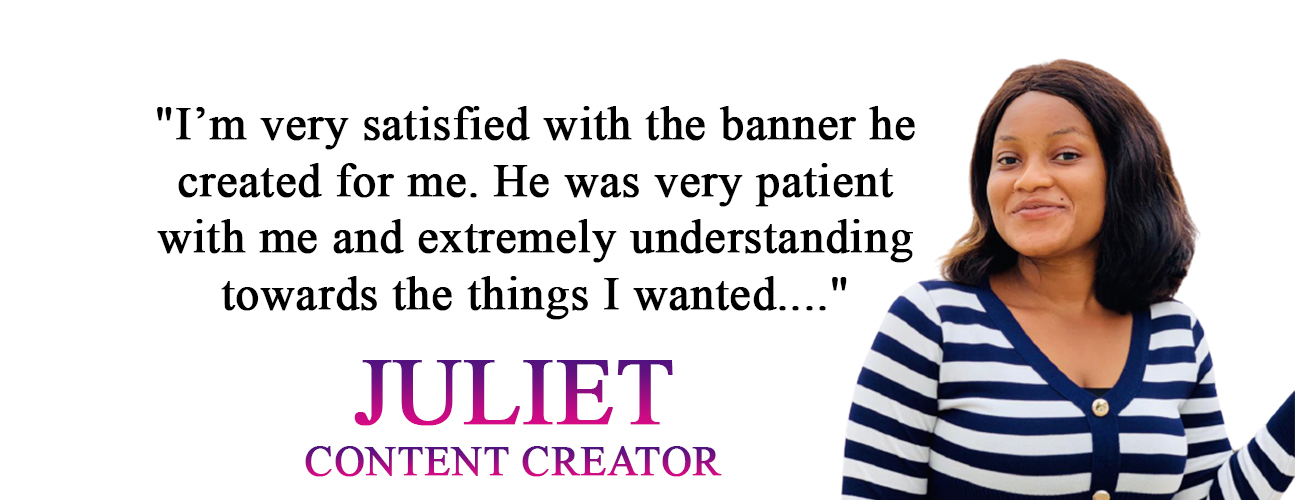 "I’m very satisfied with the banner he
created for me. He was very patient
with me and extremely understanding
towards the things I wanted...."
JULIET
CONTENT CREATOR